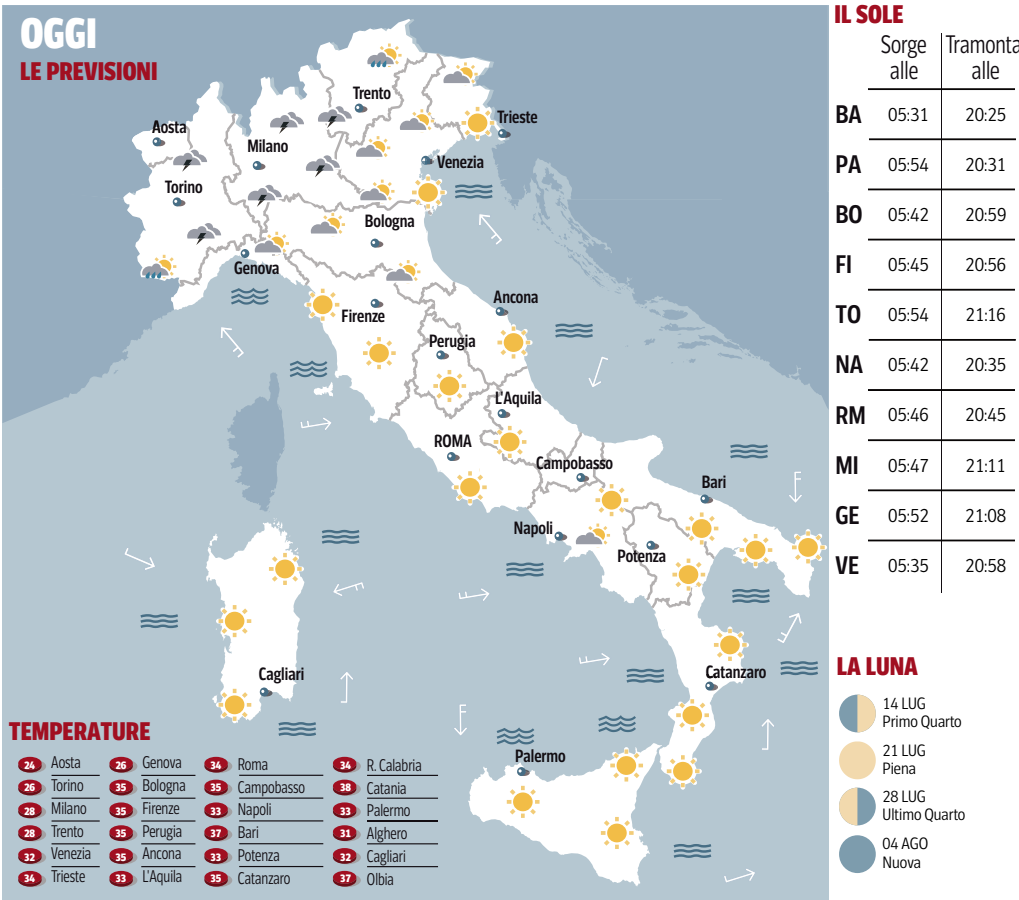 OGGI
LE PREVISIONI
Trento
Trieste
Aosta
Milano
Venezia
Torino
Bologna
Genova
Ancona
Firenze
Perugia
L'Aquila
ROMA
Campobasso
Bari
Napoli
Potenza
Cagliari
Catanzaro
Palermo
TEMPERATURE
24 Aosta
26 Torino
28 Milano
28 Trento
32 Venezia
34 Trieste
26 Genova
35 Bologna
35 Firenze
35 Perugia
35 Ancona
33 L'Aquila
34 Roma
35 Campobasso
33 Napoli
37 Bari
33 Potenza
35 Catanzaro
34 R. Calabria
38 Catania
33 Palermo
31 Alghero
32 Cagliari
37 Olbia
IL SOLE
Sorge alle Tramonta alle
BA 05:31 20:25
PA 05:54 20:31
BO 05:42 20:59
FI 05:45 20:56
TO 05:54 21:16
NA 05:42 20:35
RM 05:46 20:45
MI 05:47 21:11
GE 05:52 21:08
VE 05:35 20:58
LA LUNA
14 LUG
Primo Quarto
21 LUG
Piena
28 LUG
Ultimo Quarto
04 AGO
Nuova